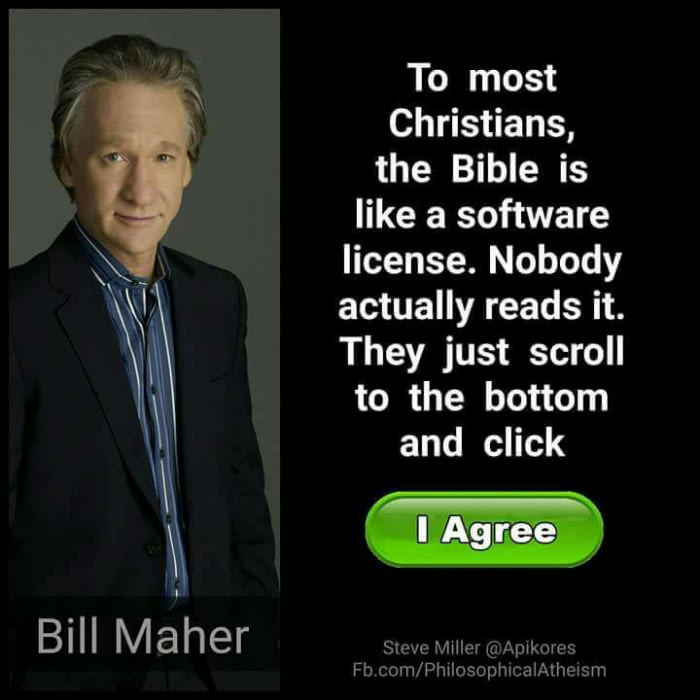 To most
Christians,
the Bible is
like a software
license. Nobody
actually reads it.
They just scroll
to the bottom
and click
I Agree
Bill Maher
Steve Miller @Apikores
Fb.com/PhilosophicalAtheism